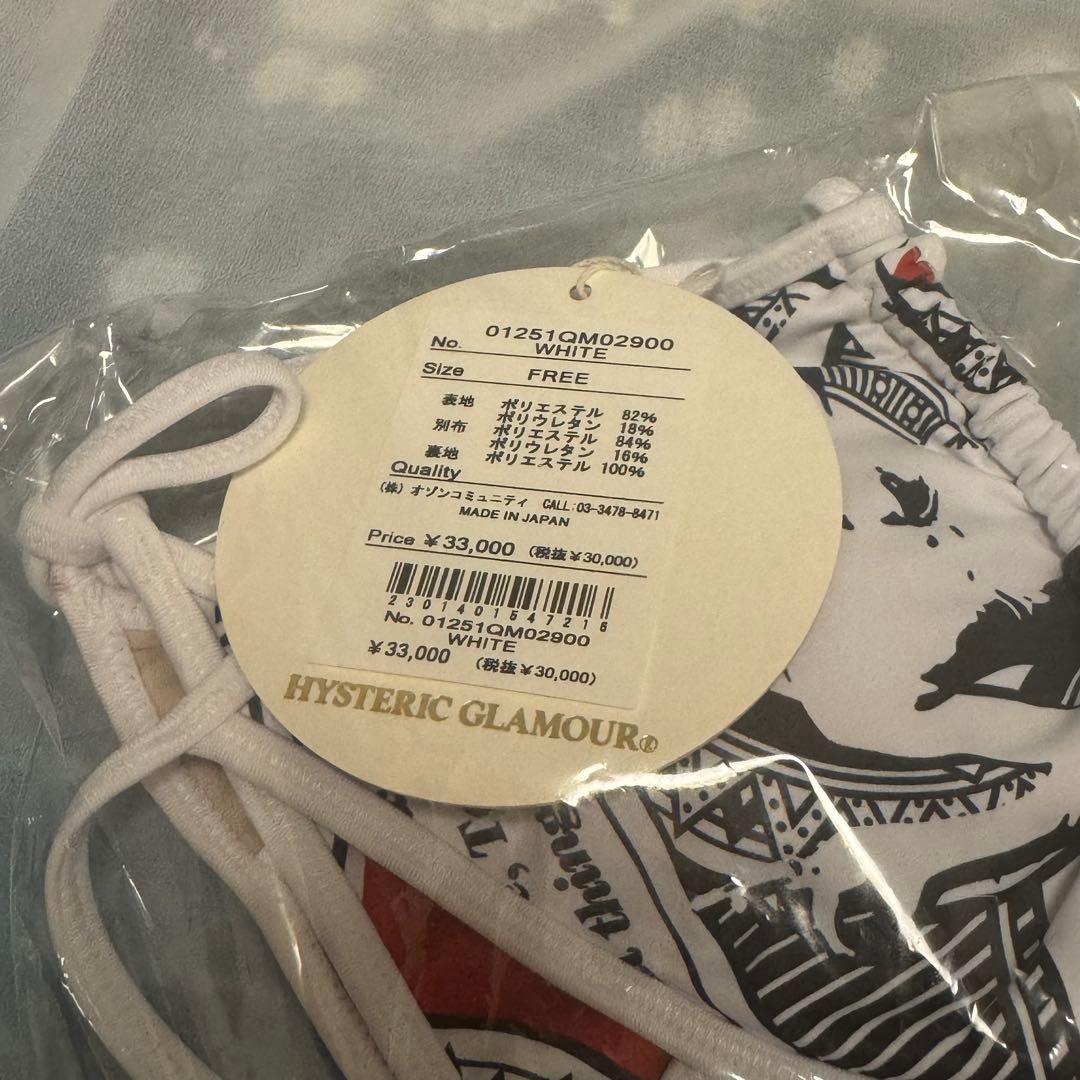 No. 01251QM02900
WHITE
Size FREE
表地 ポリエステル 82%
ポリウレタン 18%
別布 ポリエステル 84%
ポリウレタン 16%
裏地 ポリエステル 100%
Quality
(株) オゾンコミュニティ CALL:03-3478-8471
MADE IN JAPAN
Price ¥33,000 (税抜¥30,000)
2301401547216
No. 01251QM02900
WHITE
¥33,000 (税抜¥30,000)
HYSTERIC GLAMOUR®
thing